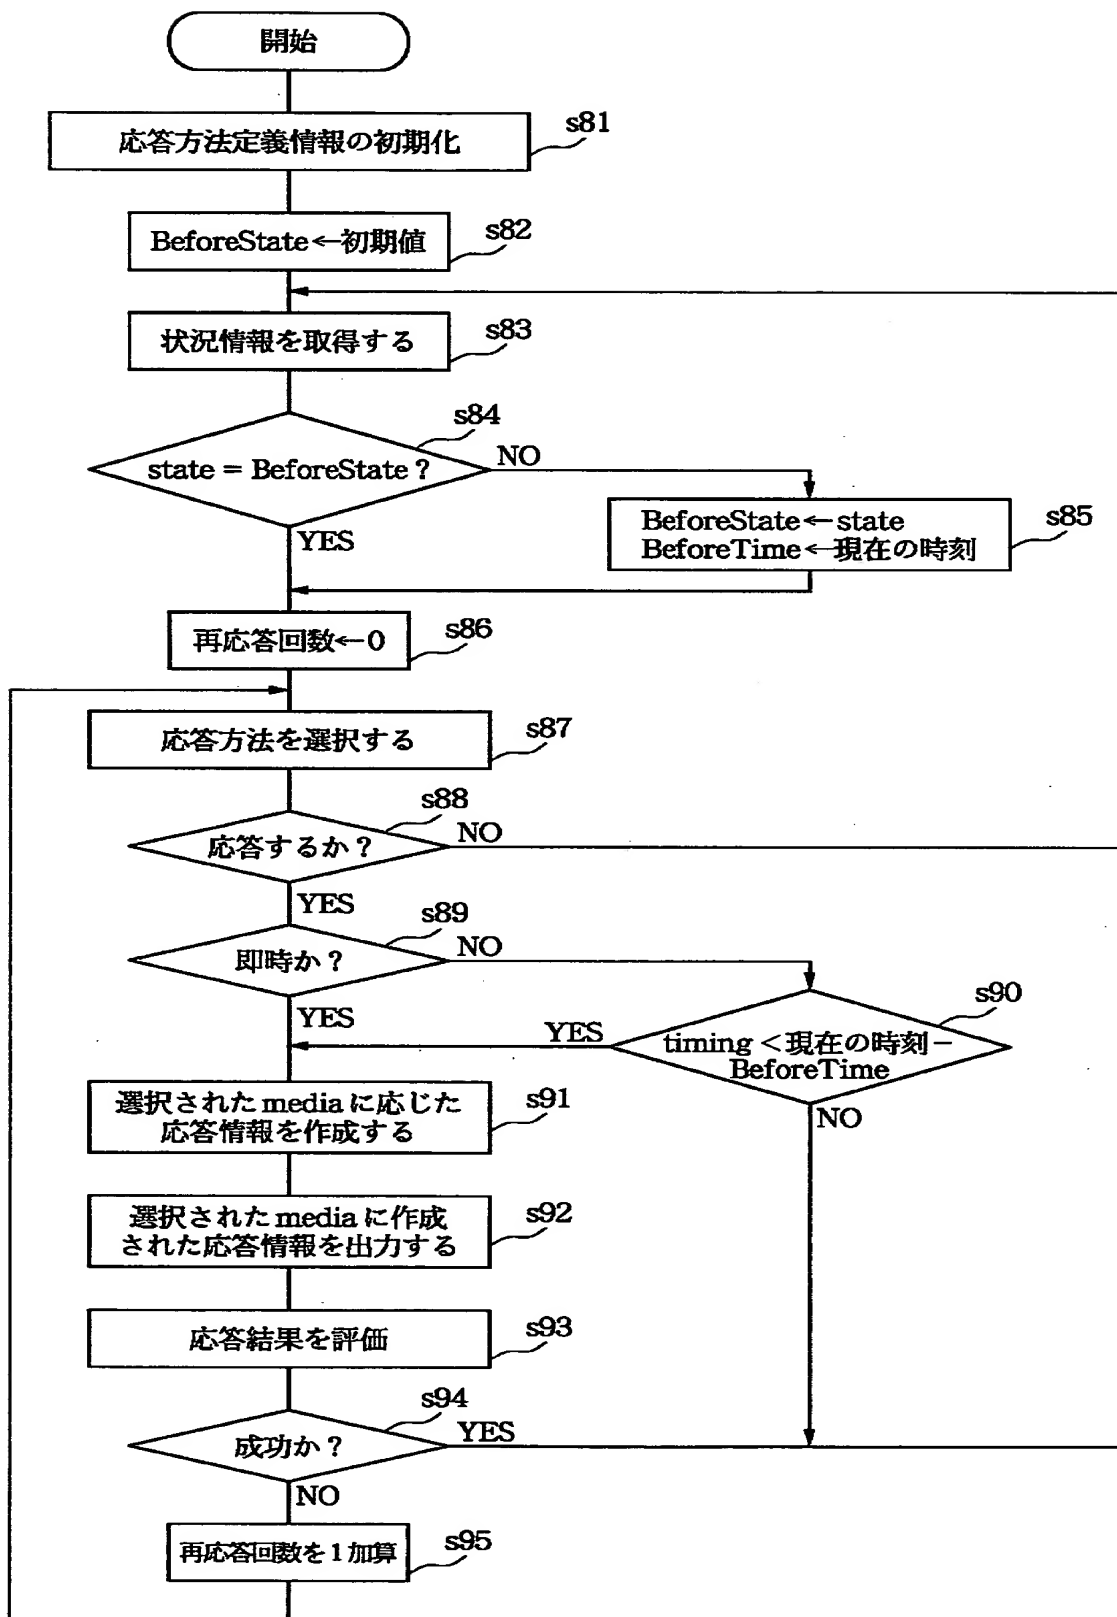 開始
応答方法定義情報の初期化
s81
BeforeState←初期値
s82
状況情報を取得する
s83
s84
state = BeforeState?
NO
YES
BeforeState←state
BeforeTime←現在の時刻
s85
再応答回数←0
s86
応答方法を選択する
s87
s88
応答するか?
NO
YES
s89
即時か?
NO
YES
s90
timing<現在の時刻−
BeforeTime
YES
NO
選択されたmediaに応じた
応答情報を作成する
s91
選択されたmediaに作成
された応答情報を出力する
s92
応答結果を評価
s93
s94
成功か?
YES
NO
再応答回数を1加算
s95